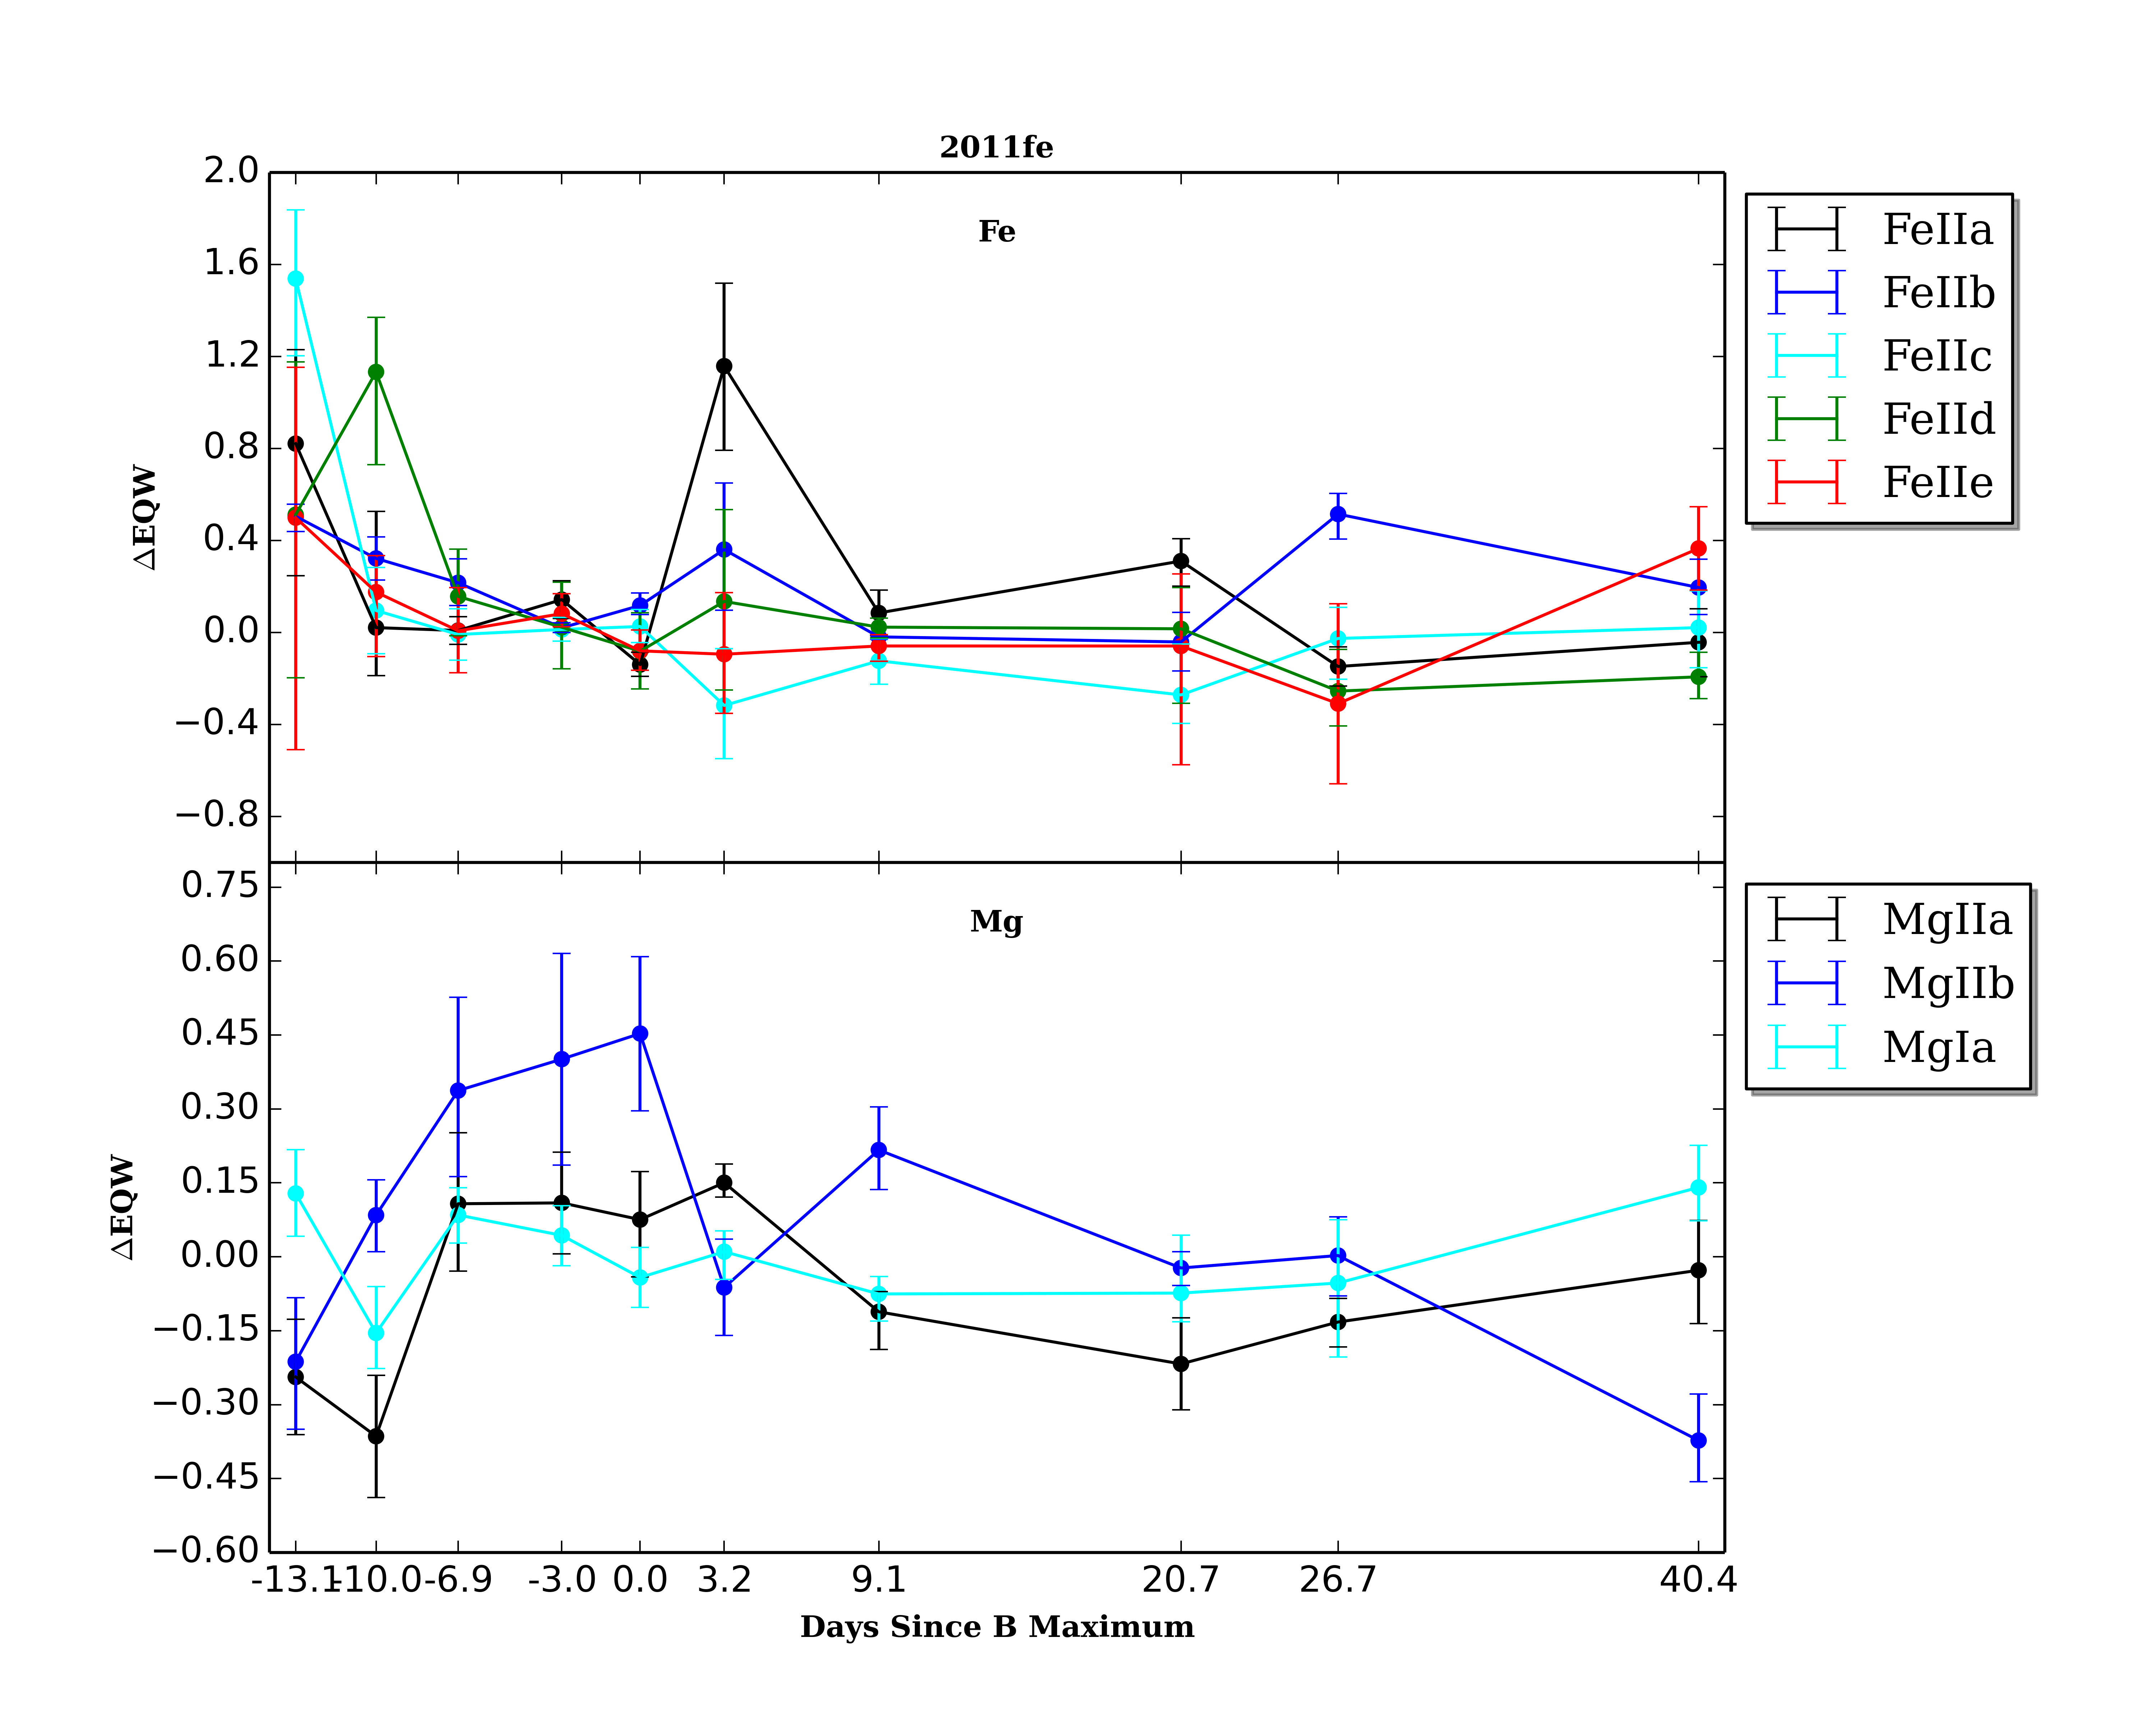 2011fe
Fe
2.0
1.6
1.2
0.8
0.4
0.0
−0.4
−0.8
△EQW
FeIIa
FeIIb
FeIIc
FeIId
FeIIe
Mg
0.75
0.60
0.45
0.30
0.15
0.00
−0.15
−0.30
−0.45
−0.60
△EQW
MgIIa
MgIIb
MgIa
-13.1 -10.0 -6.9 -3.0 0.0 3.2 9.1 20.7 26.7 40.4
Days Since B Maximum